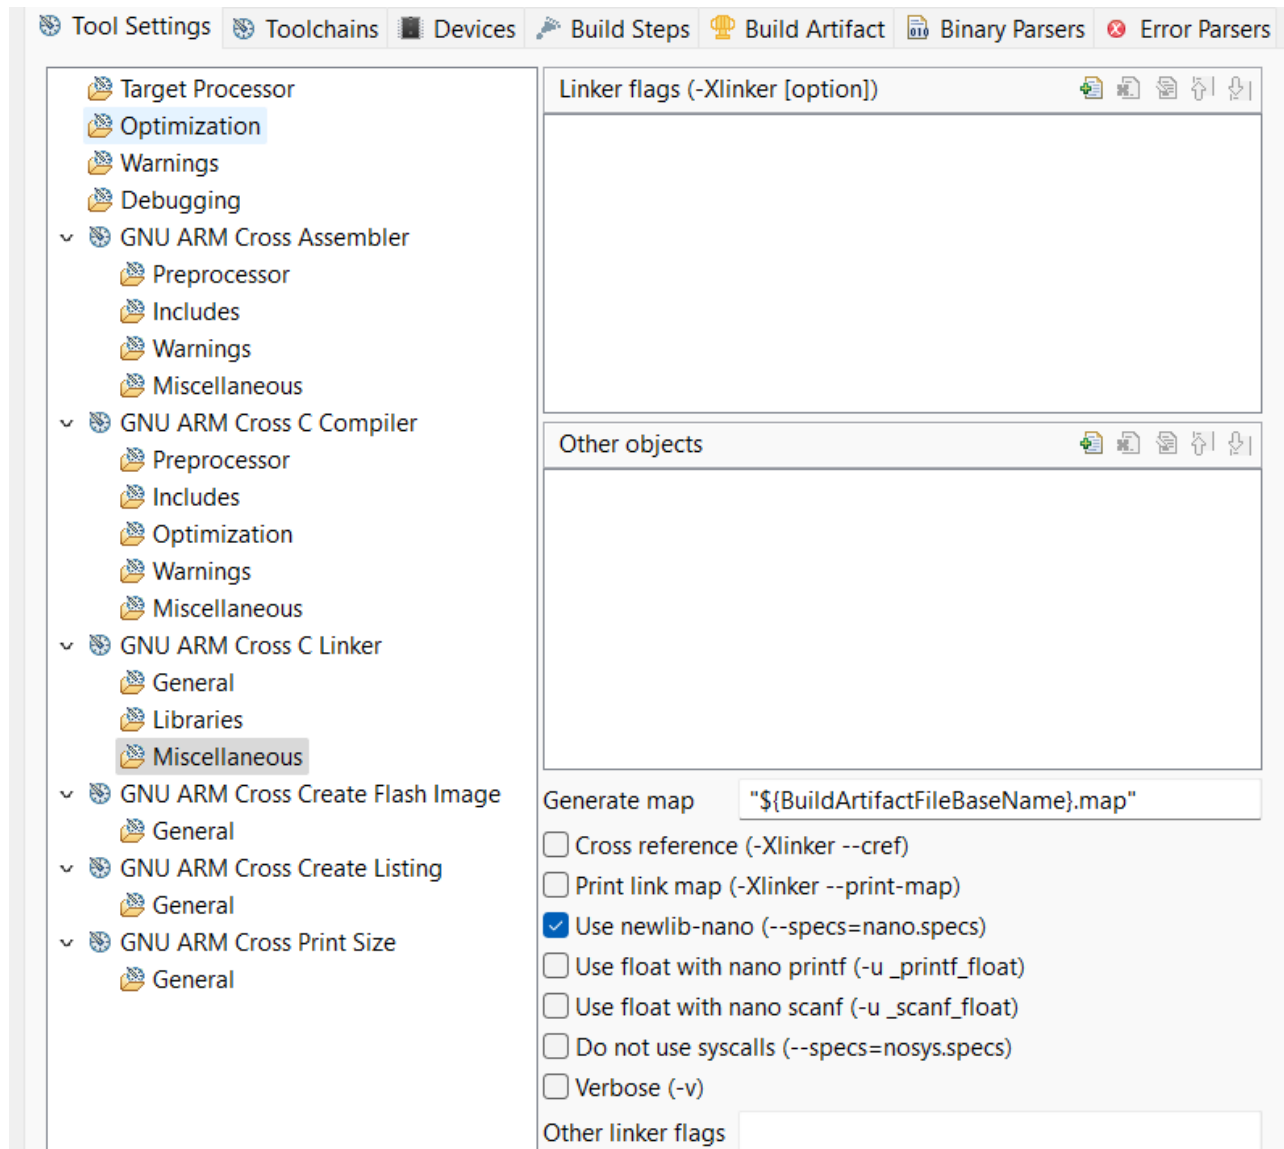 Tool Settings Toolchains Devices Build Steps Build Artifact Binary Parsers Error Parsers
Target Processor
Optimization
Warnings
Debugging
GNU ARM Cross Assembler
Preprocessor
Includes
Warnings
Miscellaneous
GNU ARM Cross C Compiler
Preprocessor
Includes
Optimization
Warnings
Miscellaneous
GNU ARM Cross C Linker
General
Libraries
Miscellaneous
GNU ARM Cross Create Flash Image
General
GNU ARM Cross Create Listing
General
GNU ARM Cross Print Size
General
Linker flags (-Xlinker [option])
Other objects
Generate map "${BuildArtifactFileBaseName}.map"
Cross reference (-Xlinker --cref)
Print link map (-Xlinker --print-map)
Use newlib-nano (--specs=nano.specs)
Use float with nano printf (-u _printf_float)
Use float with nano scanf (-u _scanf_float)
Do not use syscalls (--specs=nosys.specs)
Verbose (-v)
Other linker flags